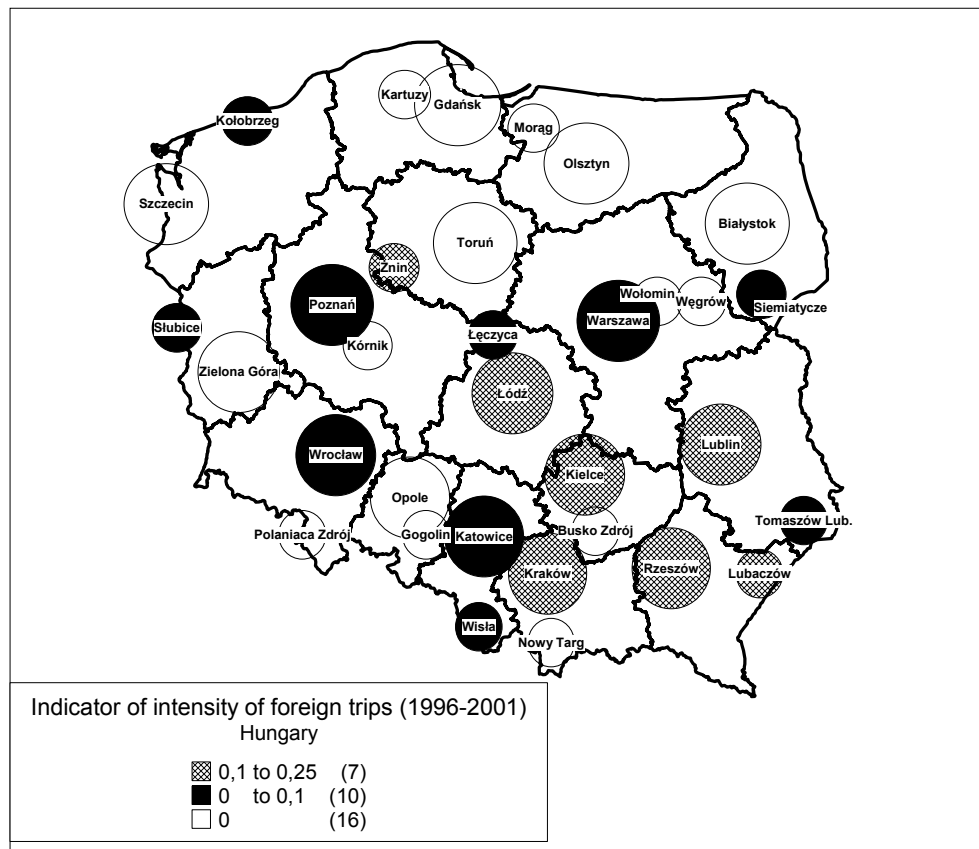 Kartuzy
Gdańsk
Kołobrzeg
Morąg
Olsztyn
Szczecin
Białystok
Toruń
Żnin
Wołomin
Węgrów
Poznań
Siemiatycze
Warszawa
Słubice
Łęczyca
Kórnik
Zielona Góra
Łódź
Lublin
Wrocław
Kielce
Opole
Tomaszów Lub.
Polaniaca Zdrój
Gogolin
Katowice
Busko Zdrój
Kraków
Rzeszów
Lubaczów
Wisła
Nowy Targ
Indicator of intensity of foreign trips (1996-2001)
Hungary
0,1 to 0,25 (7)
0 to 0,1 (10)
0 (16)